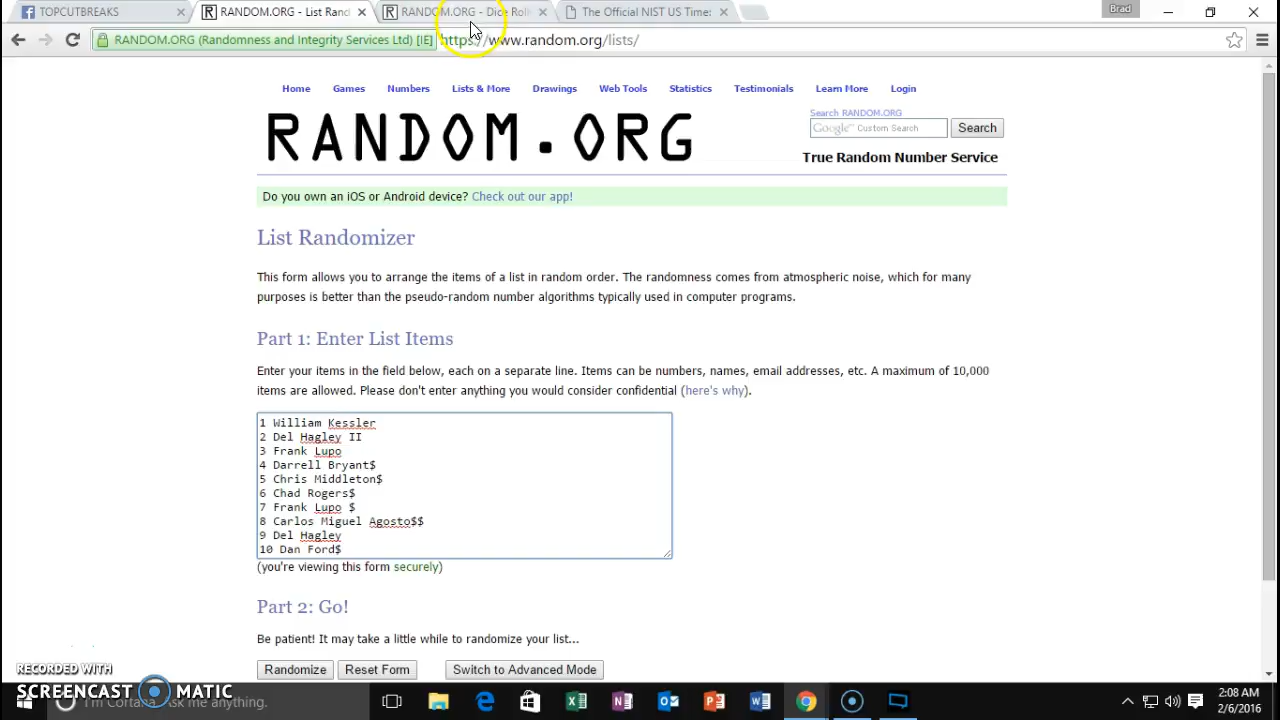 TOPCUTBREAKS
RANDOM.ORG - List Rand
RANDOM.ORG - Dice Roll
The Official NIST US Time:
Brad
RANDOM.ORG (Randomness and Integrity Services Ltd) [IE]
https://www.random.org/lists/
Home Games Numbers Lists & More Drawings Web Tools Statistics Testimonials Learn More Login
RANDOM.ORG
Search RANDOM.ORG
Google™ Custom Search
Search
True Random Number Service
Do you own an iOS or Android device? Check out our app!
List Randomizer
This form allows you to arrange the items of a list in random order. The randomness comes from atmospheric noise, which for many
purposes is better than the pseudo-random number algorithms typically used in computer programs.
Part 1: Enter List Items
Enter your items in the field below, each on a separate line. Items can be numbers, names, email addresses, etc. A maximum of 10,000
items are allowed. Please don't enter anything you would consider confidential (here's why).
1 William Kessler
2 Del Hagley II
3 Frank Lupo
4 Darrell Bryant$
5 Chris Middleton$
6 Chad Rogers$
7 Frank Lupo $
8 Carlos Miguel Agosto$$
9 Del Hagley
10 Dan Ford$
(you're viewing this form securely)
Part 2: Go!
Be patient! It may take a little while to randomize your list...
Randomize Reset Form Switch to Advanced Mode
RECORDED WITH
SCREENCAST MATIC
I'm Cortana. Ask me anything.
2:08 AM
2/6/2016